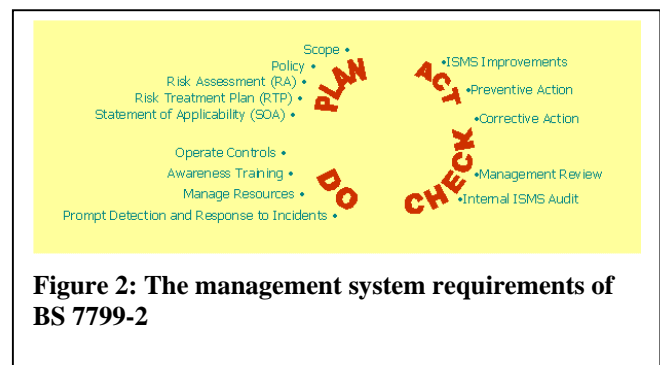 Scope •
Policy •
Risk Assessment (RA) •
Risk Treatment Plan (RTP) •
Statement of Applicability (SOA) •
PLAN
Operate Controls •
Awareness Training •
Manage Resources •
Prompt Detection and Response to Incidents •
DO
ACT
•ISMS Improvements
•Preventive Action
•Corrective Action
CHECK
•Management Review
•Internal ISMS Audit
Figure 2: The management system requirements of
BS 7799-2